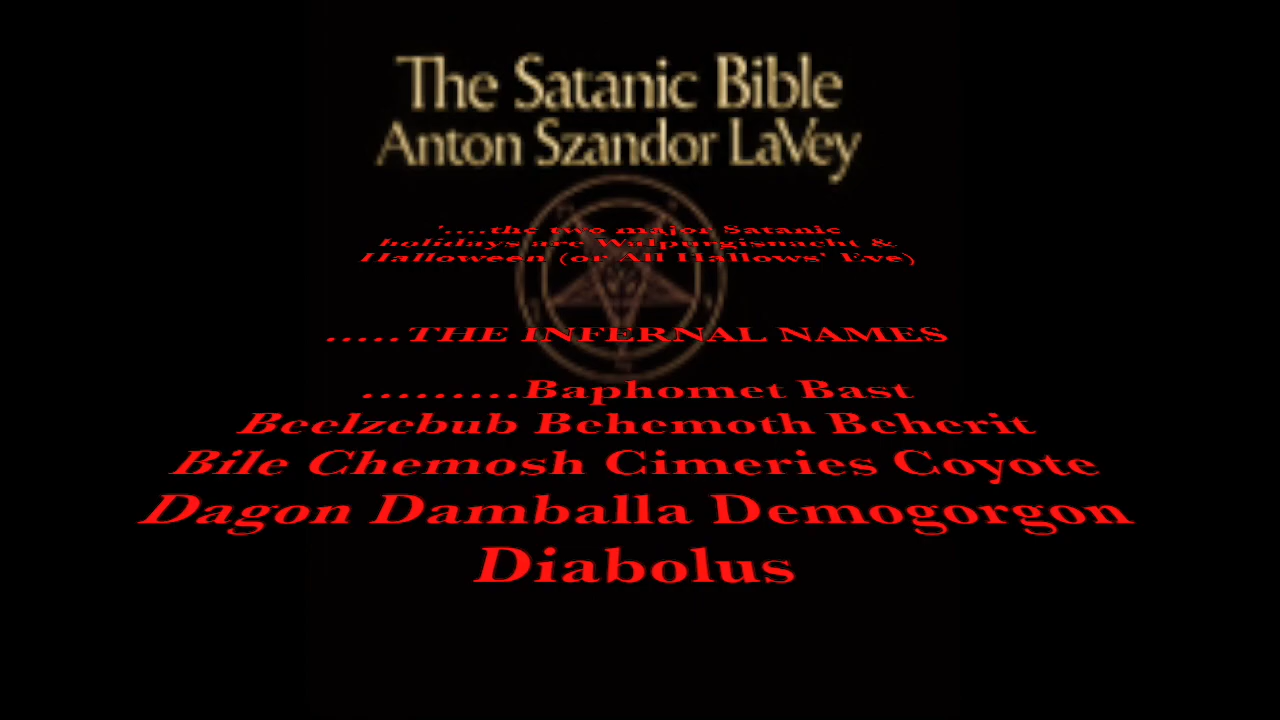 The Satanic Bible
Anton Szandor LaVey
'....the two major Satanic
holidays are Walpurgisnacht &
Halloween (or All Hallows' Eve)
.....THE INFERNAL NAMES
.........Baphomet Bast
Beelzebub Behemoth Beherit
Bile Chemosh Cimeries Coyote
Dagon Damballa Demogorgon
Diabolus